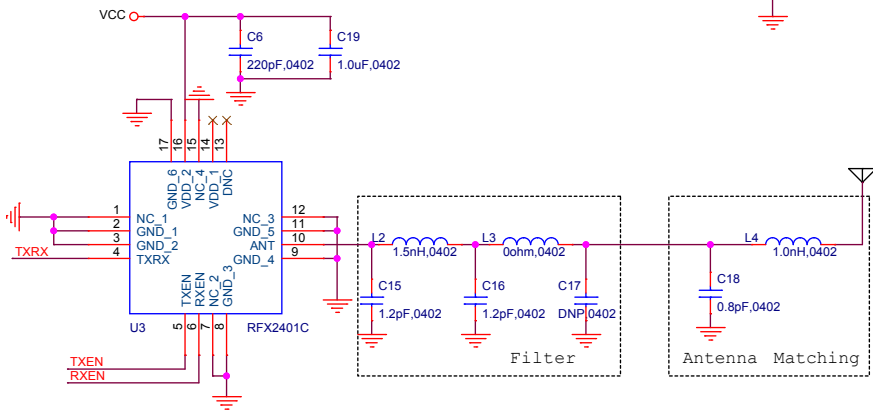 VCC
C6
220pF,0402
C19
1.0uF,0402
17
16
15
14
13
GND_6
VDD_2
NC_4
VDD_1
DNC
1
2
3
4
NC_1
GND_1
GND_2
TXRX
TXRX
12
11
10
9
NC_3
GND_5
ANT
GND_4
TXEN
RXEN
NC_2
GND_3
5
6
7
8
U3
RFX2401C
TXEN
RXEN
L2
1.5nH,0402
L3
0ohm,0402
C15
1.2pF,0402
C16
1.2pF,0402
C17
DNP,0402
Filter
L4
1.0nH,0402
C18
0.8pF,0402
Antenna Matching